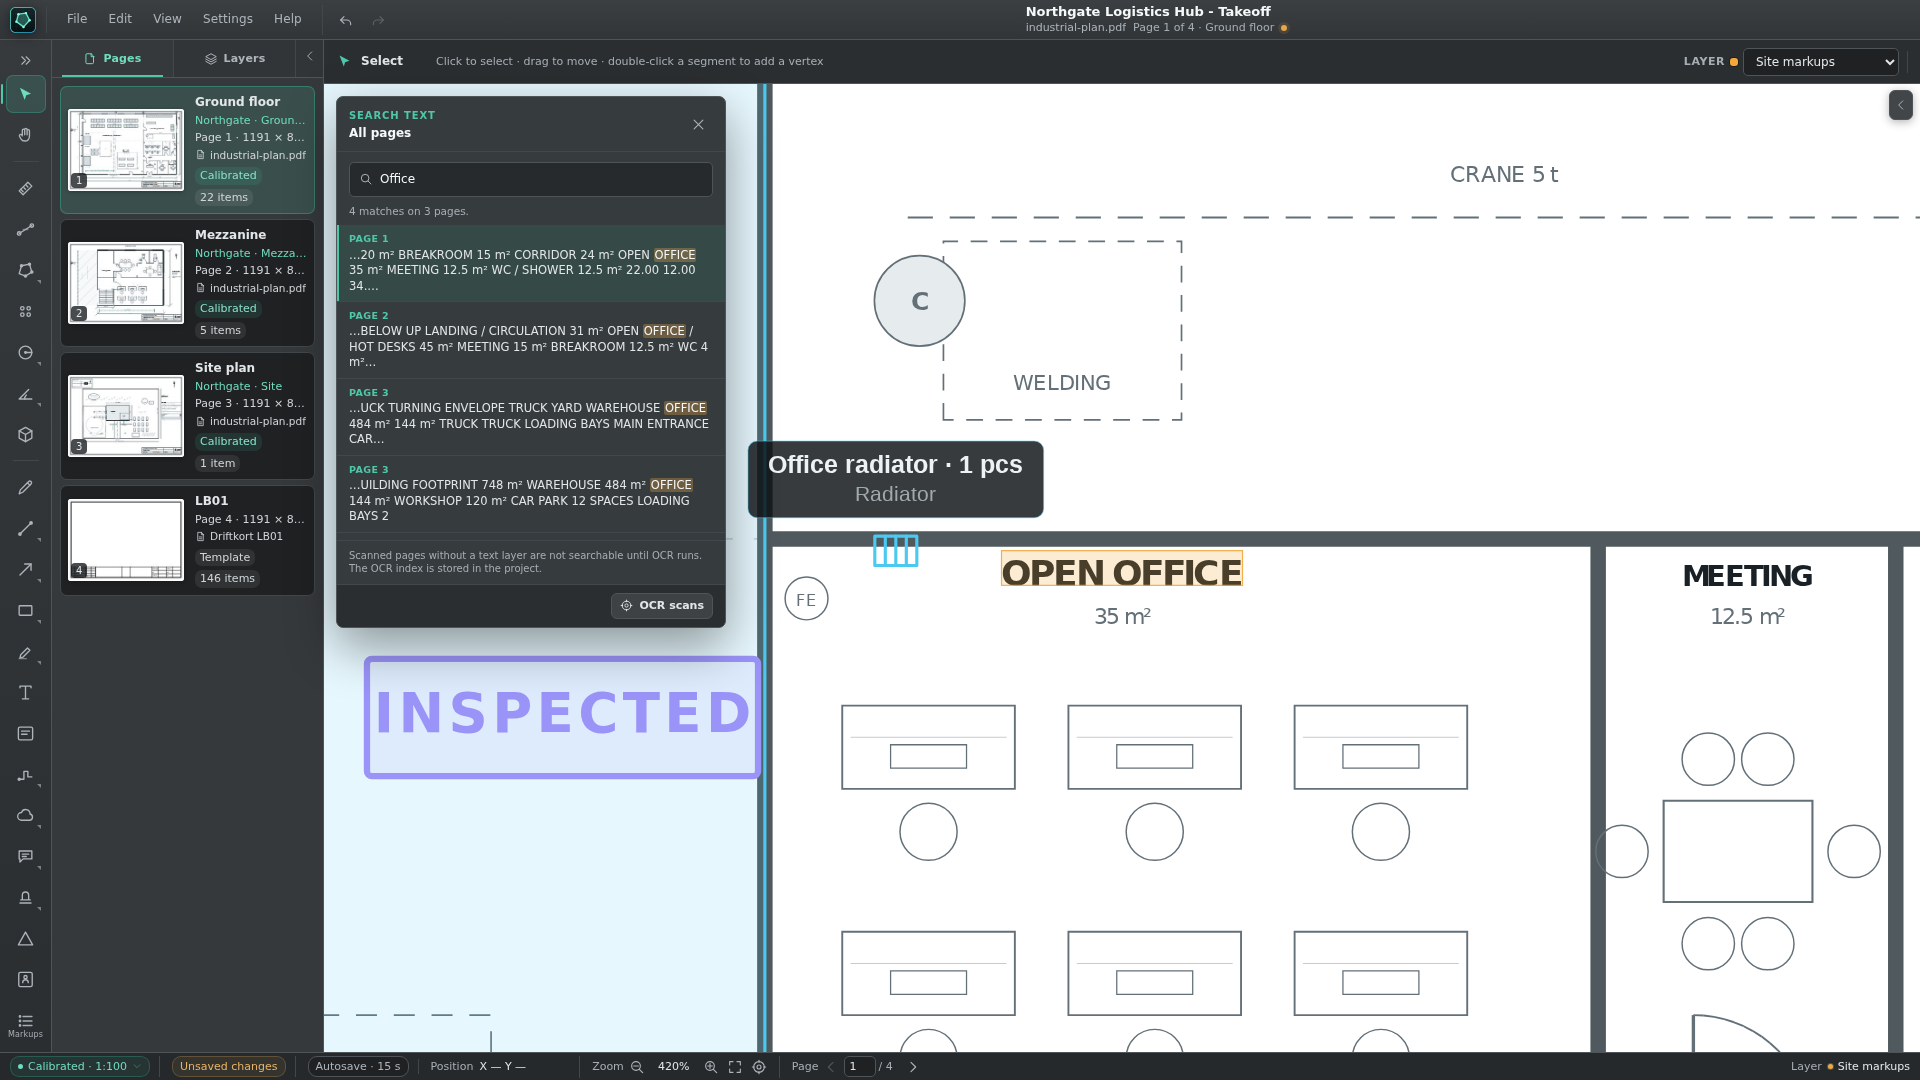 File Edit View Settings Help
Northgate Logistics Hub - Takeoff
industrial-plan.pdf Page 1 of 4 · Ground floor
Pages
Layers
Select
Click to select · drag to move · double-click a segment to add a vertex
LAYER
Site markups
Ground floor
Northgate · Groun...
Page 1 · 1191 × 8...
industrial-plan.pdf
Calibrated
22 items
1
Mezzanine
Northgate · Mezza...
Page 2 · 1191 × 8...
industrial-plan.pdf
Calibrated
5 items
2
Site plan
Northgate · Site
Page 3 · 1191 × 8...
industrial-plan.pdf
Calibrated
1 item
3
LB01
Page 4 · 1191 × 8...
Driftkort LB01
Template
146 items
4
SEARCH TEXT
All pages
Office
4 matches on 3 pages.
PAGE 1
...20 m² BREAKROOM 15 m² CORRIDOR 24 m² OPEN OFFICE
35 m² MEETING 12.5 m² WC / SHOWER 12.5 m² 22.00 12.00
34....
PAGE 2
...BELOW UP LANDING / CIRCULATION 31 m² OPEN OFFICE /
HOT DESKS 45 m² MEETING 15 m² BREAKROOM 12.5 m² WC 4
m²...
PAGE 3
...UCK TURNING ENVELOPE TRUCK YARD WAREHOUSE OFFICE
484 m² 144 m² TRUCK TRUCK LOADING BAYS MAIN ENTRANCE
CAR...
PAGE 3
...UILDING FOOTPRINT 748 m² WAREHOUSE 484 m² OFFICE
144 m² WORKSHOP 120 m² CAR PARK 12 SPACES LOADING
BAYS 2
Scanned pages without a text layer are not searchable until OCR runs.
The OCR index is stored in the project.
OCR scans
CRANE 5 t
C
WELDING
Office radiator · 1 pcs
Radiator
FE
OPEN OFFICE
35 m²
MEETING
12.5 m²
INSPECTED
Markups
Calibrated · 1:100
Unsaved changes
Autosave · 15 s
Position X — Y —
Zoom 420%
Page 1 / 4
Layer Site markups